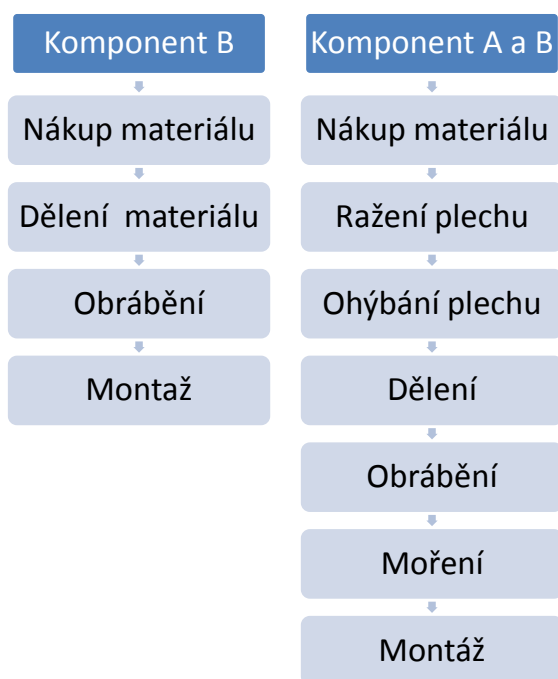 Komponent B
Nákup materiálu
Dělení  materiálu
Obrábění
Montaž
Komponent A a B
Nákup materiálu
Ražení plechu
Ohýbání plechu
Dělení
Obrábění
Moření
Montáž